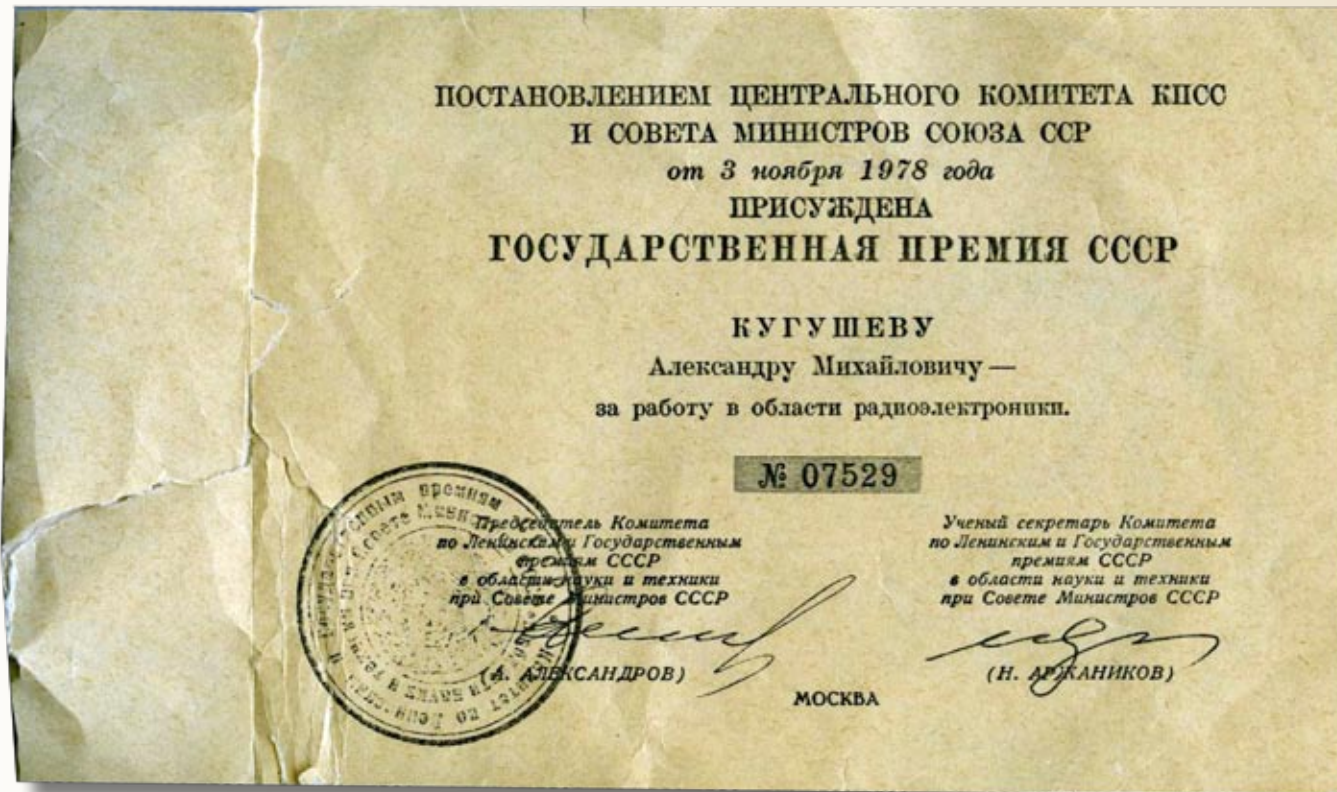 ПОСТАНОВЛЕНИЕМ ЦЕНТРАЛЬНОГО КОМИТЕТА КПСС
И СОВЕТА МИНИСТРОВ СОЮЗА ССР
от 3 ноября 1978 года
ПРИСУЖДЕНА
ГОСУДАРСТВЕННАЯ ПРЕМИЯ СССР
КУГУШЕВУ
Александру Михайловичу —
за работу в области радиоэлектроники.
№ 07529
Председатель Комитета
по Ленинским и Государственным
премиям СССР
в области науки и техники
при Совете Министров СССР
(А. АЛЕКСАНДРОВ)
Ученый секретарь Комитета
по Ленинским и Государственным
премиям СССР
в области науки и техники
при Совете Министров СССР
(Н. АРЖАНИКОВ)
МОСКВА